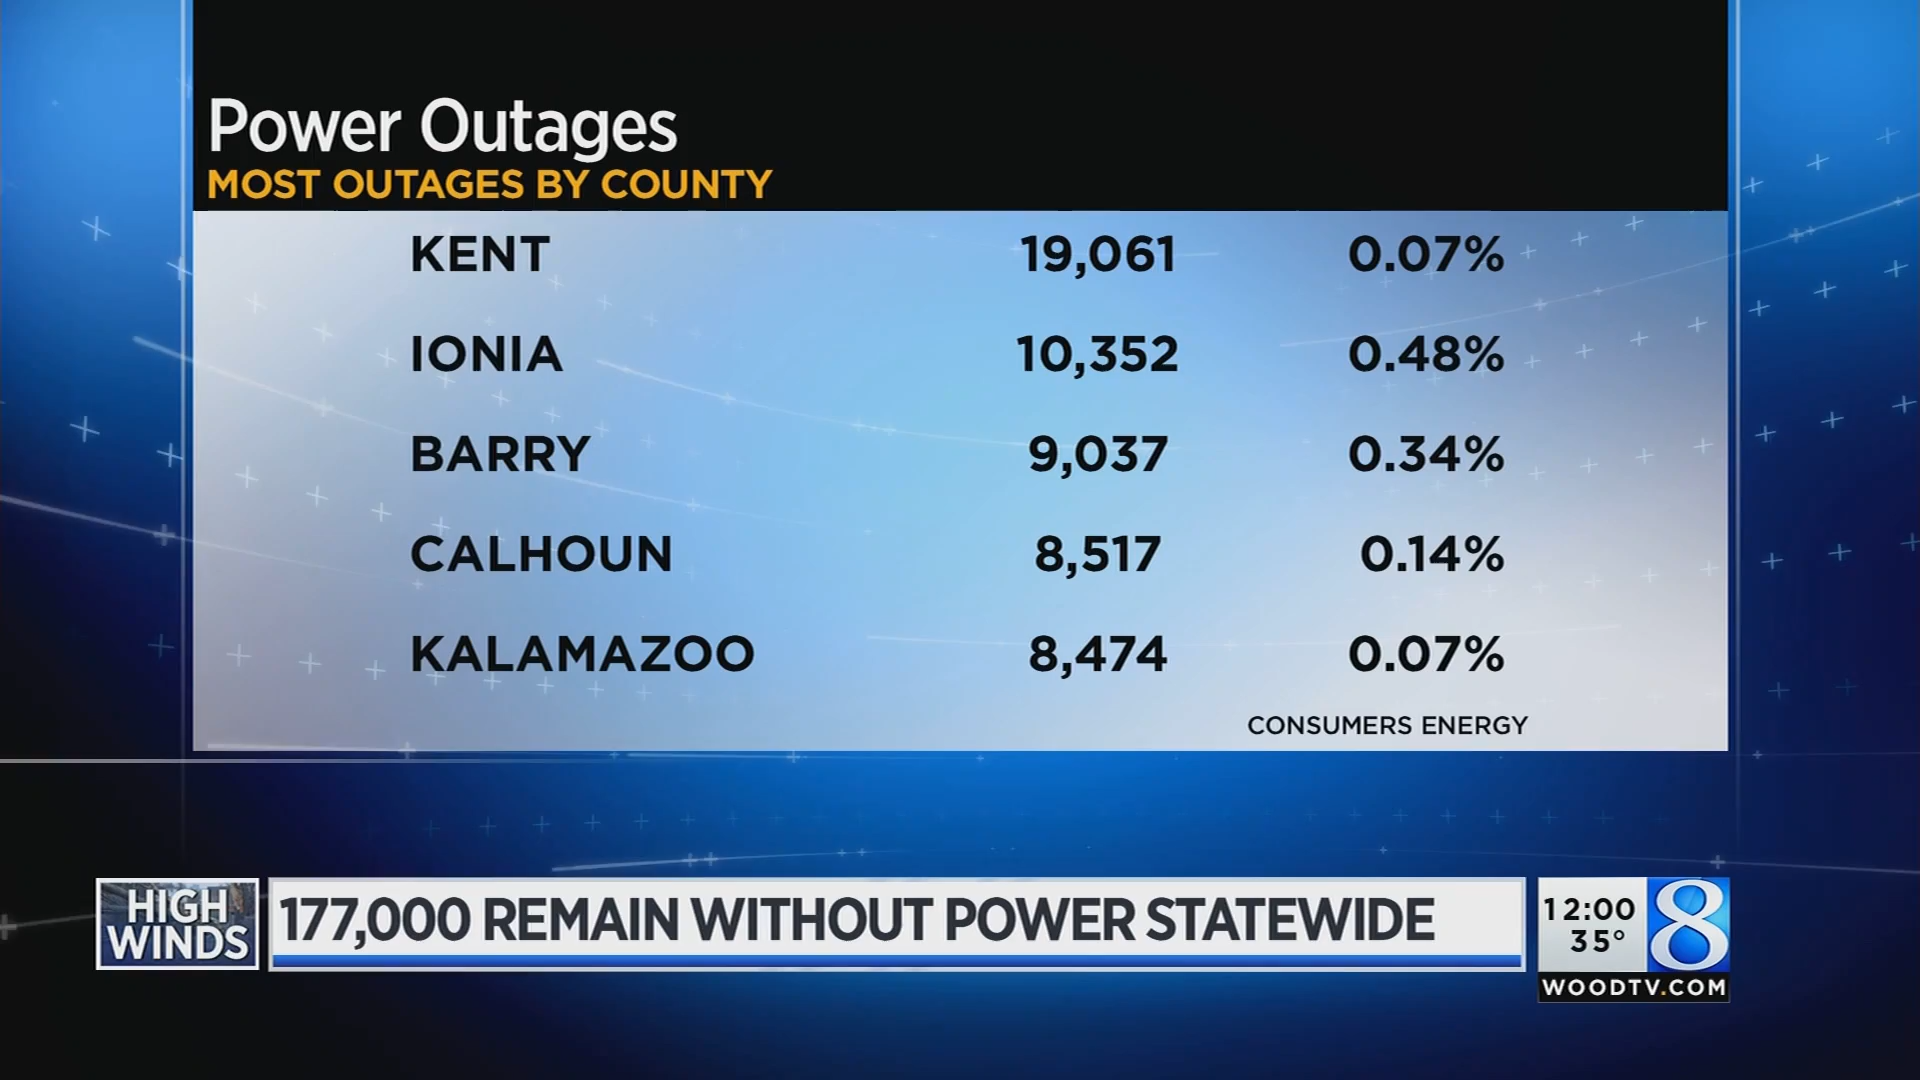 Power Outages
MOST OUTAGES BY COUNTY
KENT 19,061 0.07%
IONIA 10,352 0.48%
BARRY 9,037 0.34%
CALHOUN 8,517 0.14%
KALAMAZOO 8,474 0.07%
CONSUMERS ENERGY
HIGH
WINDS
177,000 REMAIN WITHOUT POWER STATEWIDE
12:00
35°
8
WOODTV.COM